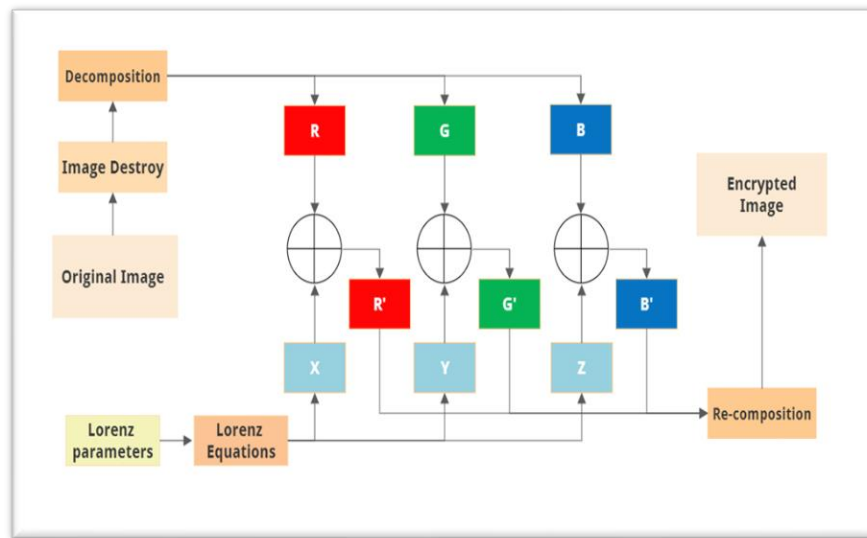 Decomposition
R
G
B
Image Destroy
Encrypted
Image
Original Image
R'
G'
B'
X
Y
Z
Re-composition
Lorenz
parameters
Lorenz
Equations